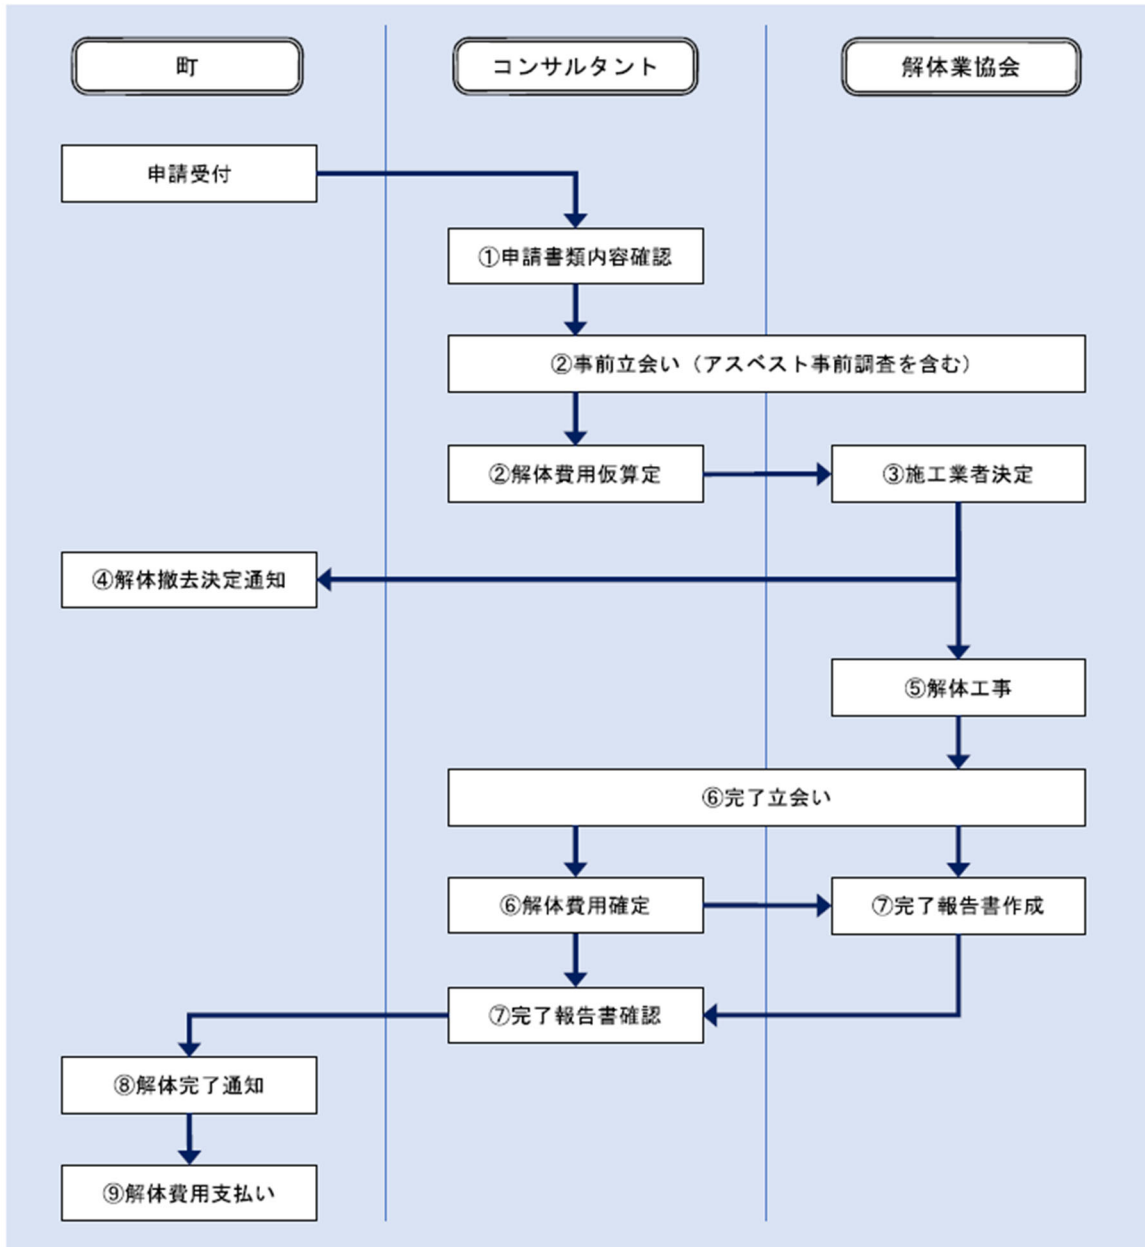 町
コンサルタント
解体業協会
申請受付
①申請書類内容確認
②事前立会い（アスベスト事前調査を含む）
②解体費用仮算定
③施工業者決定
④解体撤去決定通知
⑤解体工事
⑥完了立会い
⑥解体費用確定
⑦完了報告書作成
⑦完了報告書確認
⑧解体完了通知
⑨解体費用支払い